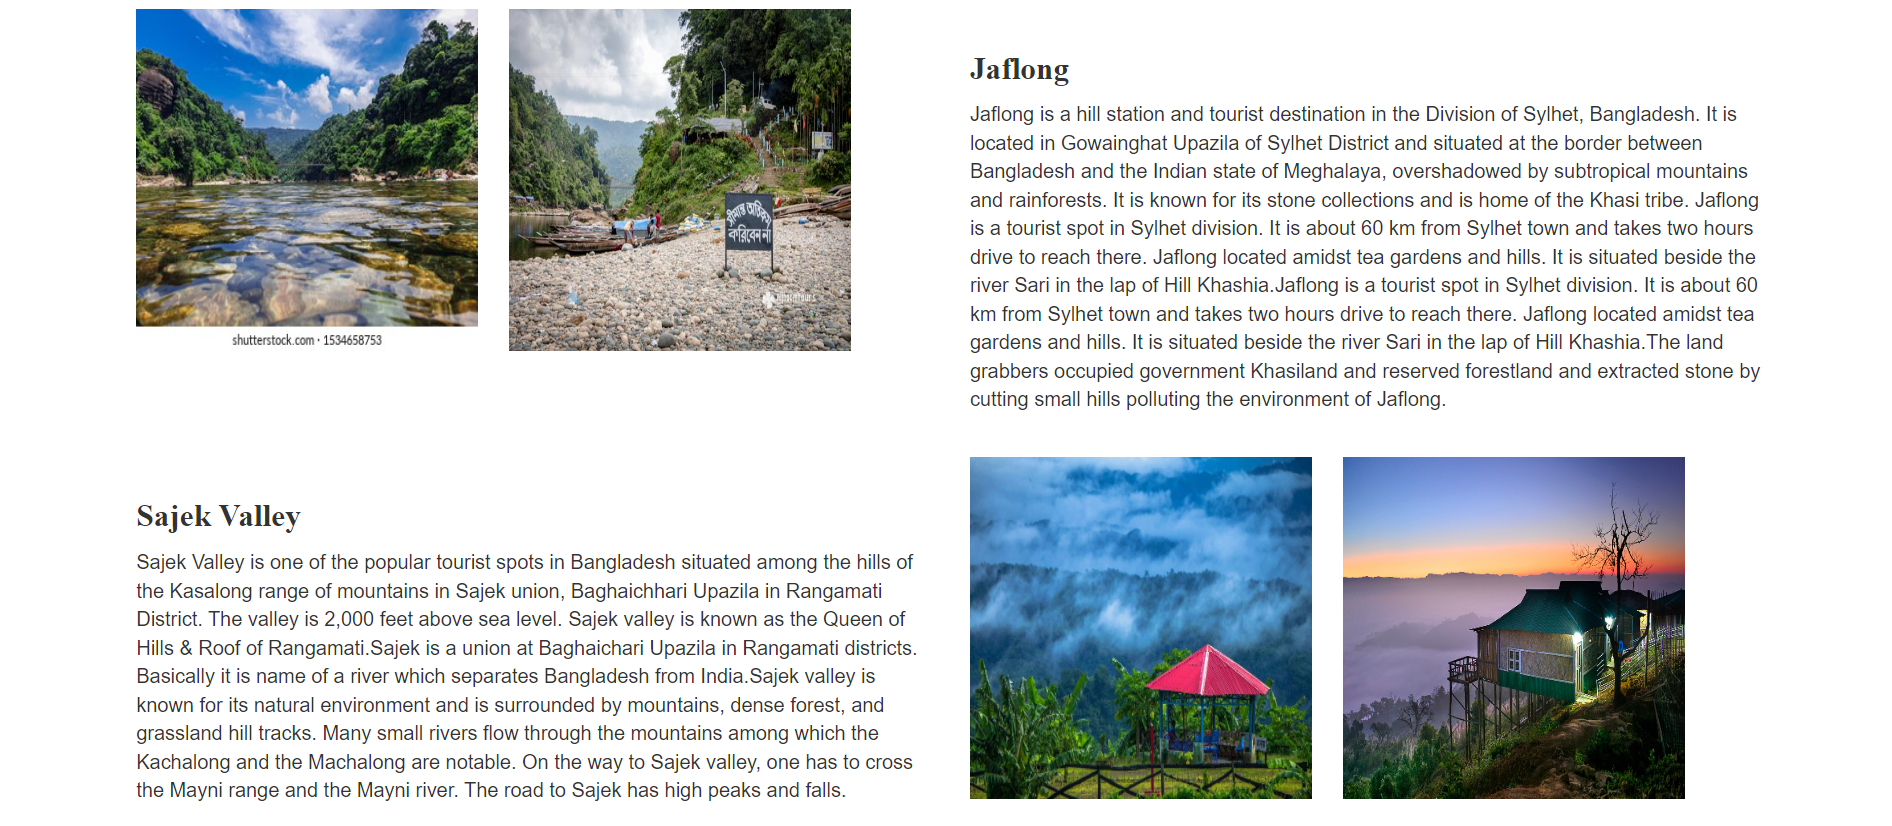 shutterstock.com · 1534658753
সীমান্ত অতিক্রম
করিবেন না
Jaflong
Jaflong is a hill station and tourist destination in the Division of Sylhet, Bangladesh. It is
located in Gowainghat Upazila of Sylhet District and situated at the border between
Bangladesh and the Indian state of Meghalaya, overshadowed by subtropical mountains
and rainforests. It is known for its stone collections and is home of the Khasi tribe. Jaflong
is a tourist spot in Sylhet division. It is about 60 km from Sylhet town and takes two hours
drive to reach there. Jaflong located amidst tea gardens and hills. It is situated beside the
river Sari in the lap of Hill Khashia.Jaflong is a tourist spot in Sylhet division. It is about 60
km from Sylhet town and takes two hours drive to reach there. Jaflong located amidst tea
gardens and hills. It is situated beside the river Sari in the lap of Hill Khashia.The land
grabbers occupied government Khasiland and reserved forestland and extracted stone by
cutting small hills polluting the environment of Jaflong.
Sajek Valley
Sajek Valley is one of the popular tourist spots in Bangladesh situated among the hills of
the Kasalong range of mountains in Sajek union, Baghaichhari Upazila in Rangamati
District. The valley is 2,000 feet above sea level. Sajek valley is known as the Queen of
Hills & Roof of Rangamati.Sajek is a union at Baghaichari Upazila in Rangamati districts.
Basically it is name of a river which separates Bangladesh from India.Sajek valley is
known for its natural environment and is surrounded by mountains, dense forest, and
grassland hill tracks. Many small rivers flow through the mountains among which the
Kachalong and the Machalong are notable. On the way to Sajek valley, one has to cross
the Mayni range and the Mayni river. The road to Sajek has high peaks and falls.